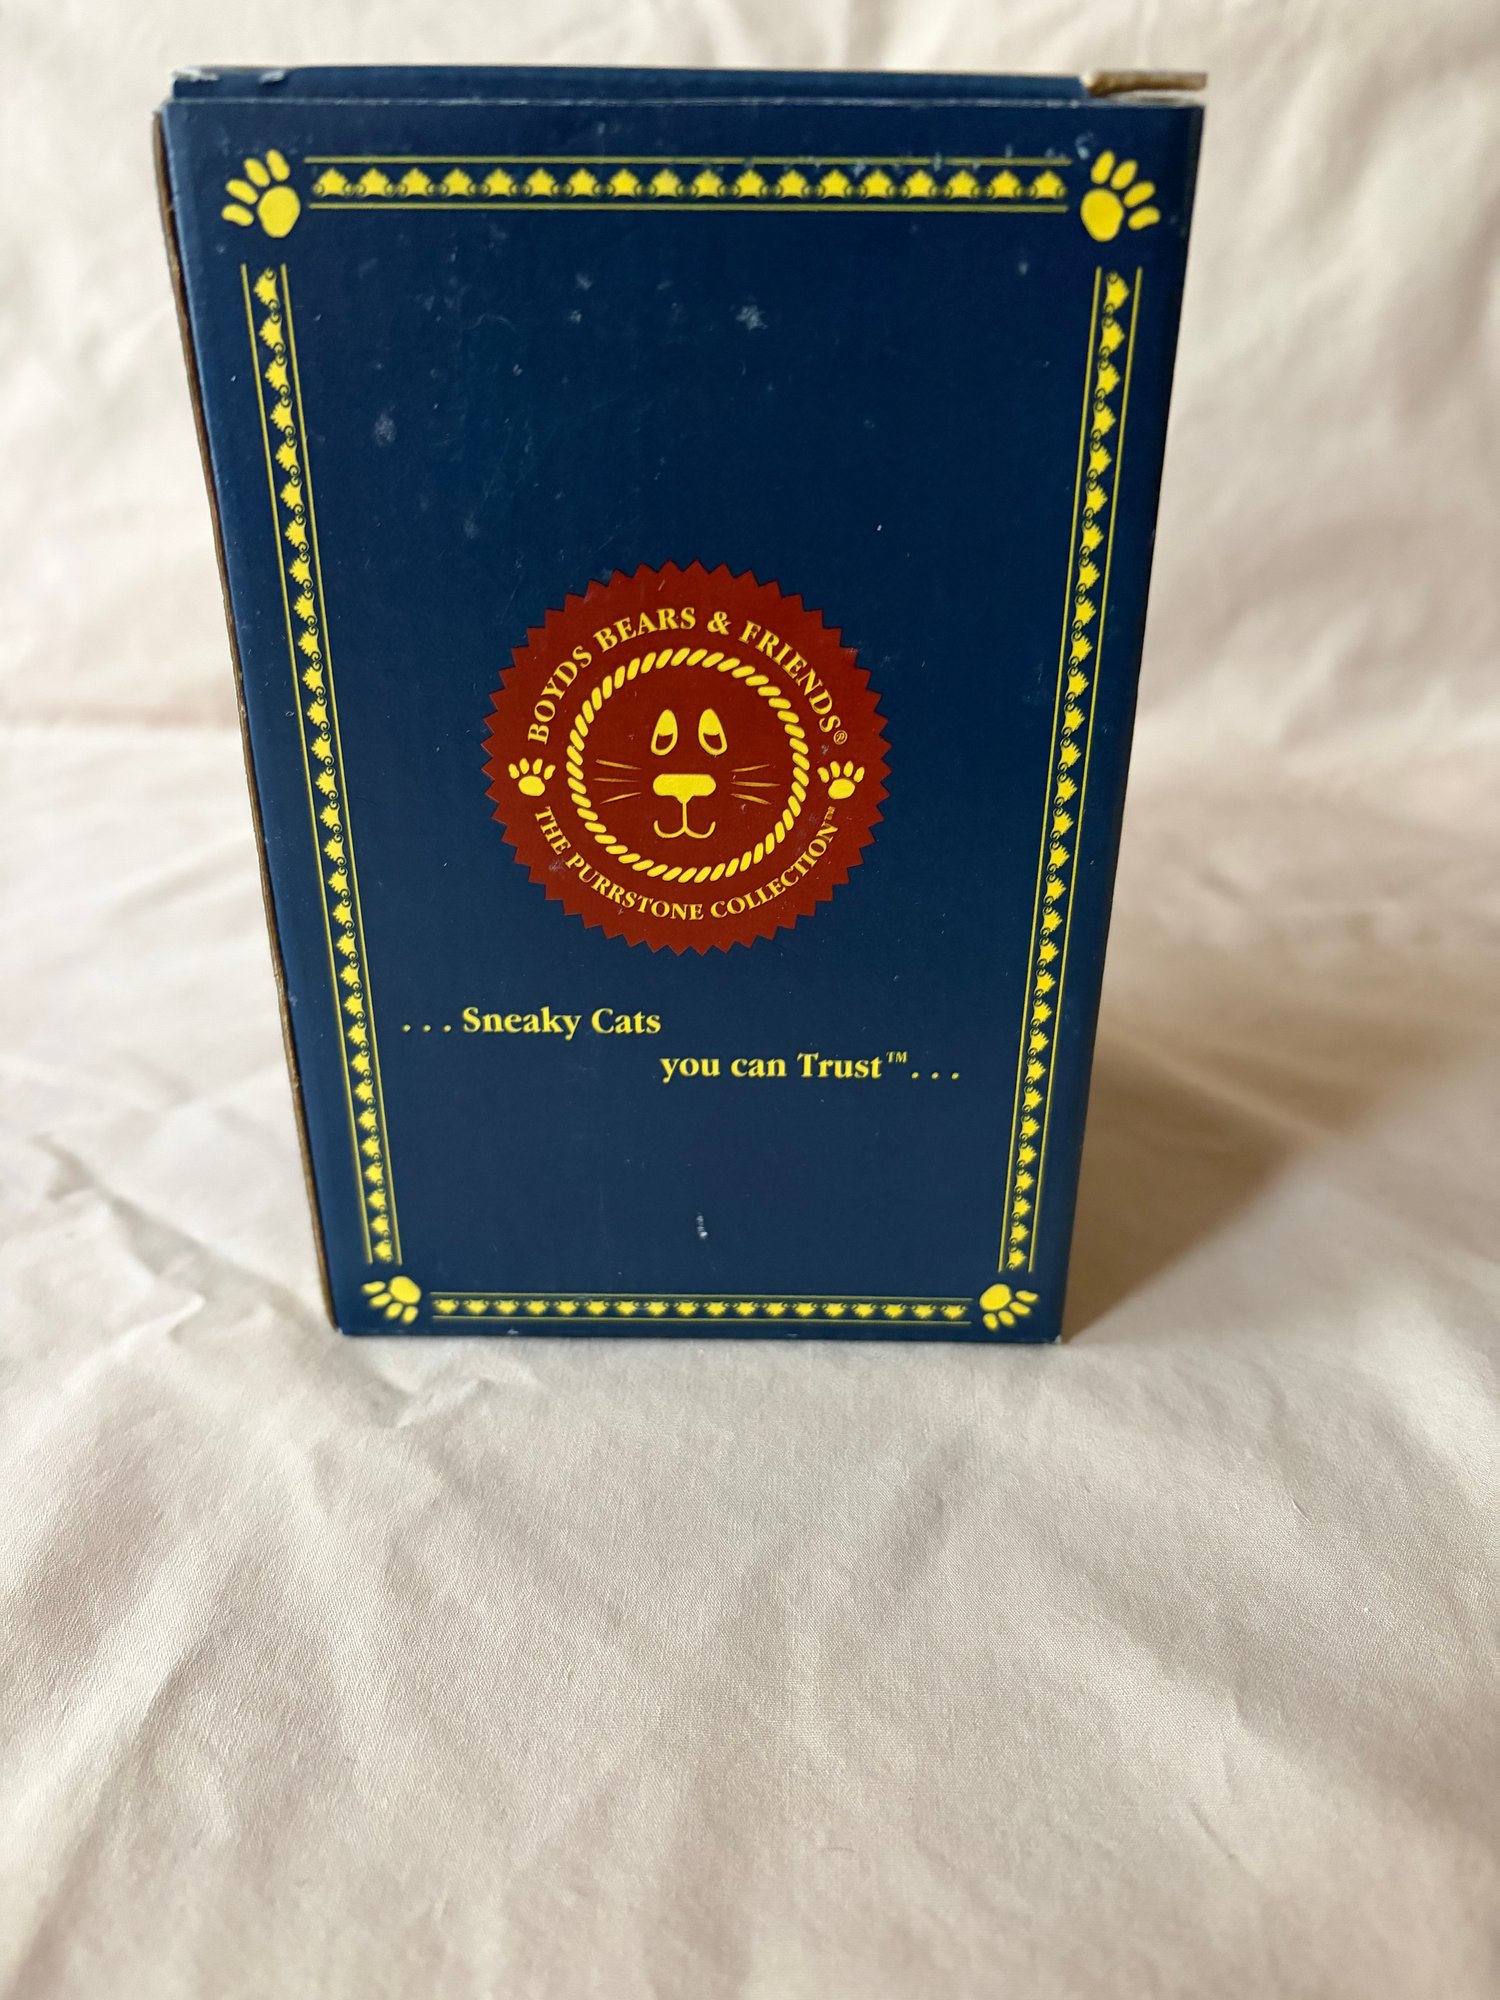 BOYDS BEARS & FRIENDS®
THE PURRSTONE COLLECTION™
. . . Sneaky Cats
you can Trust™. . .